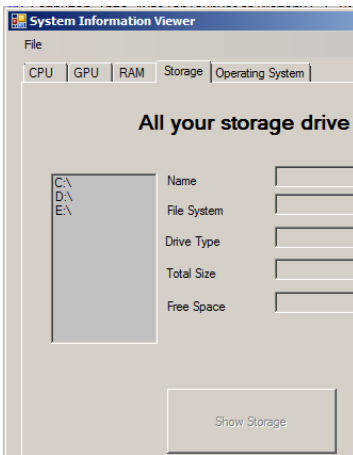 System Information Viewer
File
CPU GPU RAM Storage Operating System
All your storage drive
C:\
D:\
E:\
Name
File System
Drive Type
Total Size
Free Space
Show Storage